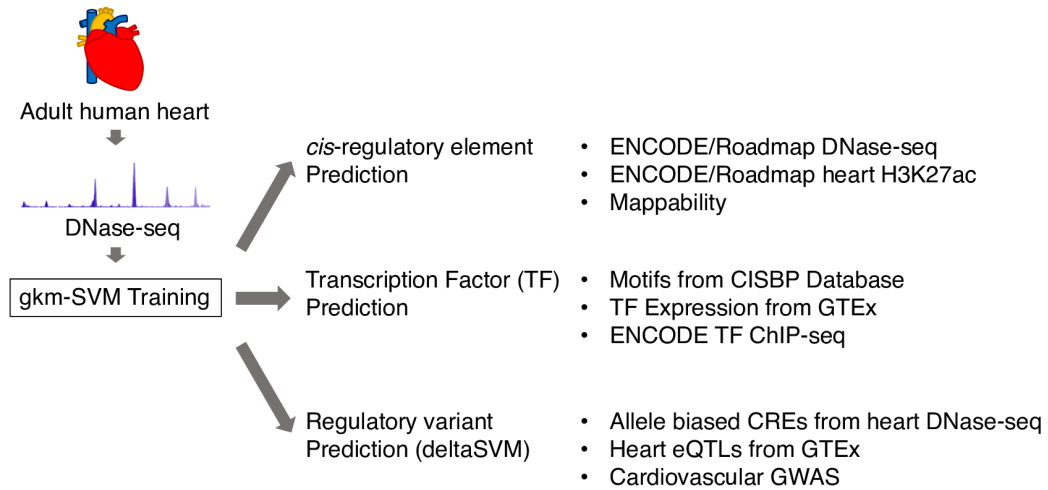 Adult human heart
DNase-seq
gkm-SVM Training
cis-regulatory element
Prediction
• ENCODE/Roadmap DNase-seq
• ENCODE/Roadmap heart H3K27ac
• Mappability
Transcription Factor (TF)
Prediction
• Motifs from CISBP Database
• TF Expression from GTEx
• ENCODE TF ChIP-seq
Regulatory variant
Prediction (deltaSVM)
• Allele biased CREs from heart DNase-seq
• Heart eQTLs from GTEx
• Cardiovascular GWAS